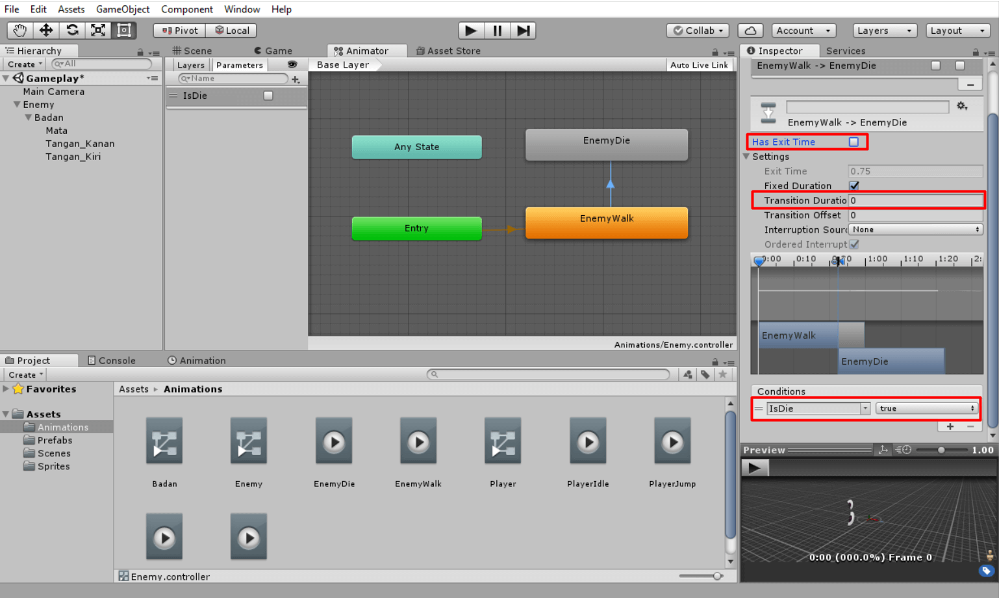 File Edit Assets GameObject Component Window Help
Pivot Local Collab Account Layers Layout
Hierarchy
Create All
Gameplay*
Main Camera
Enemy
Badan
Mata
Tangan_Kanan
Tangan_Kiri
Scene Game Animator Asset Store
Layers Parameters Base Layer Auto Live Link
Name
IsDie
Any State
EnemyDie
Entry
EnemyWalk
Animations/Enemy.controller
Inspector Services
EnemyWalk -> EnemyDie
EnemyWalk -> EnemyDie
Has Exit Time
Settings
Exit Time 0.75
Fixed Duration
Transition Duratio 0
Transition Offset 0
Interruption Sour None
Ordered Interrupt
0:00 0:10 1:00 1:10 1:20 2:
EnemyWalk
EnemyDie
Conditions
IsDie true
Preview 1.00
0:00 (000.0%) Frame 0
Project Console Animation
Create
Favorites
Assets
Animations
Prefabs
Scenes
Sprites
Assets Animations
Badan Enemy EnemyDie EnemyWalk Player PlayerIdle PlayerJump
Enemy.controller